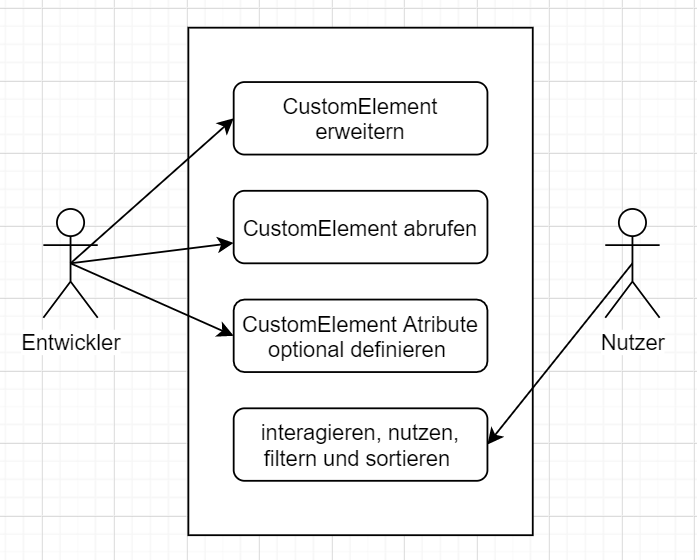 CustomElement
erweitern
CustomElement abrufen
Entwickler
Nutzer
CustomElement Atribute
optional definieren
interagieren, nutzen,
filtern und sortieren